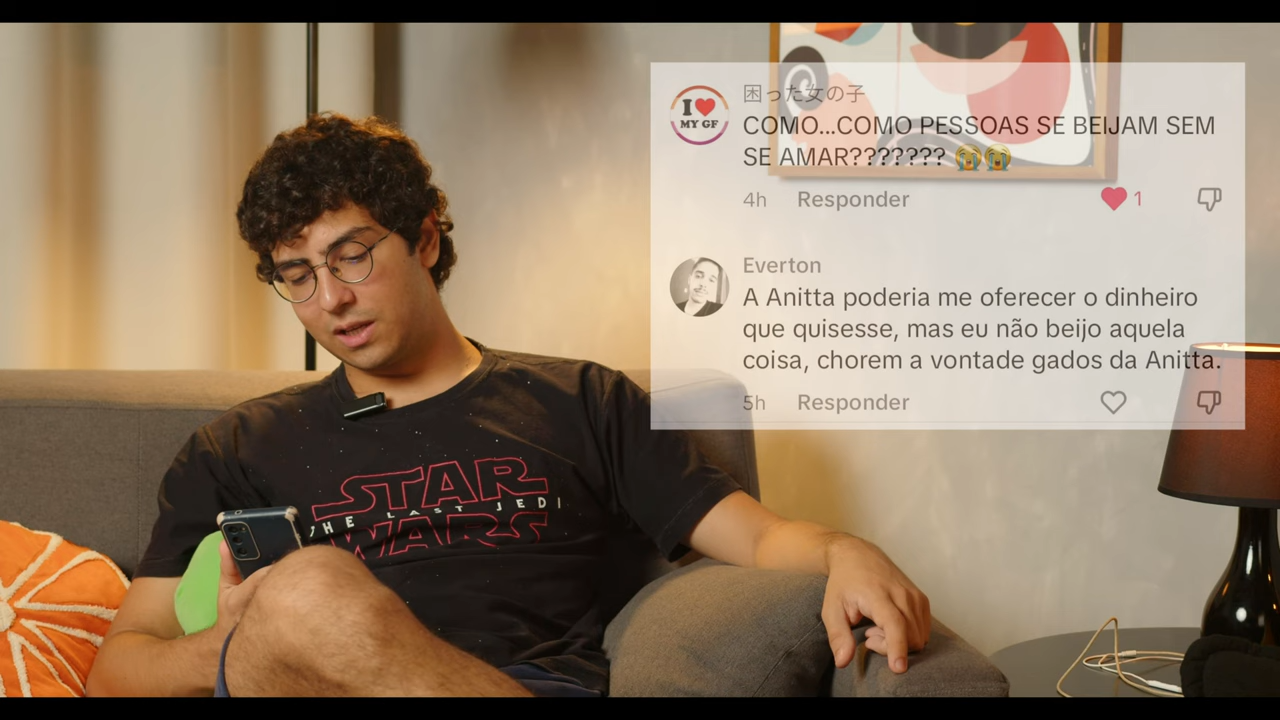 困った女の子
I ❤ MY GF
COMO...COMO PESSOAS SE BEIJAM SEM
SE AMAR??????? 😭😭
4h Responder 1
Everton
A Anitta poderia me oferecer o dinheiro
que quisesse, mas eu não beijo aquela
coisa, chorem a vontade gados da Anitta.
5h Responder
STAR
THE LAST JEDI
WARS